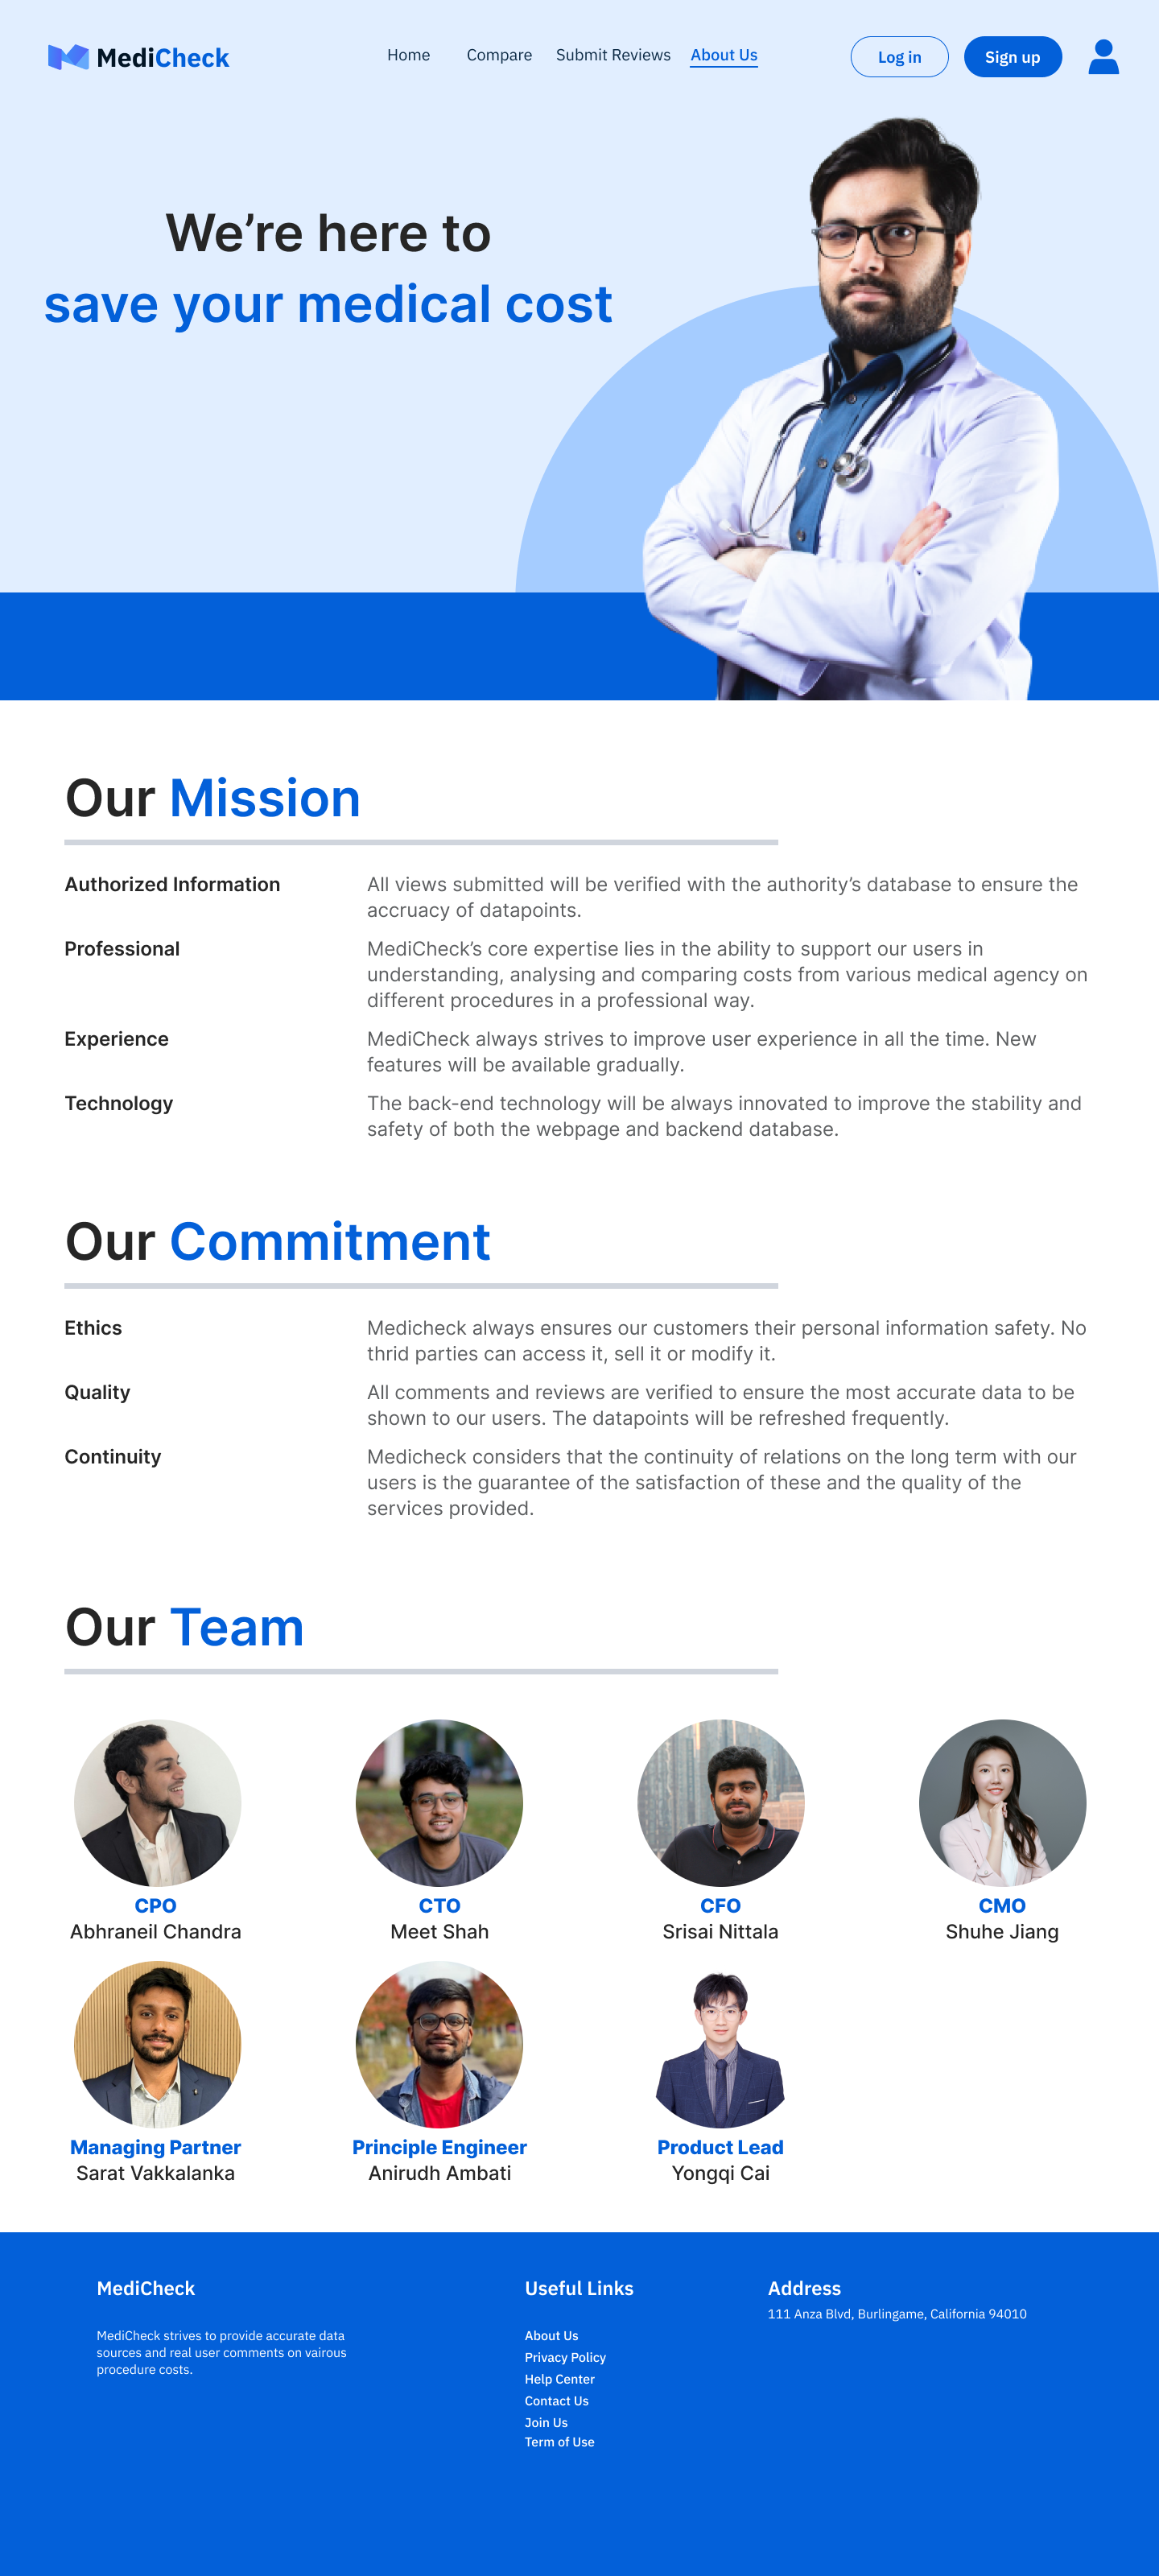 MediCheck
Home Compare Submit Reviews About Us
Log in Sign up
We’re here to
save your medical cost
Our Mission
Authorized Information
All views submitted will be verified with the authority’s database to ensure the
accruacy of datapoints.
Professional
MediCheck’s core expertise lies in the ability to support our users in
understanding, analysing and comparing costs from various medical agency on
different procedures in a professional way.
Experience
MediCheck always strives to improve user experience in all the time. New
features will be available gradually.
Technology
The back-end technology will be always innovated to improve the stability and
safety of both the webpage and backend database.
Our Commitment
Ethics
Medicheck always ensures our customers their personal information safety. No
thrid parties can access it, sell it or modify it.
Quality
All comments and reviews are verified to ensure the most accurate data to be
shown to our users. The datapoints will be refreshed frequently.
Continuity
Medicheck considers that the continuity of relations on the long term with our
users is the guarantee of the satisfaction of these and the quality of the
services provided.
Our Team
CPO
Abhraneil Chandra
CTO
Meet Shah
CFO
Srisai Nittala
CMO
Shuhe Jiang
Managing Partner
Sarat Vakkalanka
Principle Engineer
Anirudh Ambati
Product Lead
Yongqi Cai
MediCheck
MediCheck strives to provide accurate data
sources and real user comments on vairous
procedure costs.
Useful Links
About Us
Privacy Policy
Help Center
Contact Us
Join Us
Term of Use
Address
111 Anza Blvd, Burlingame, California 94010